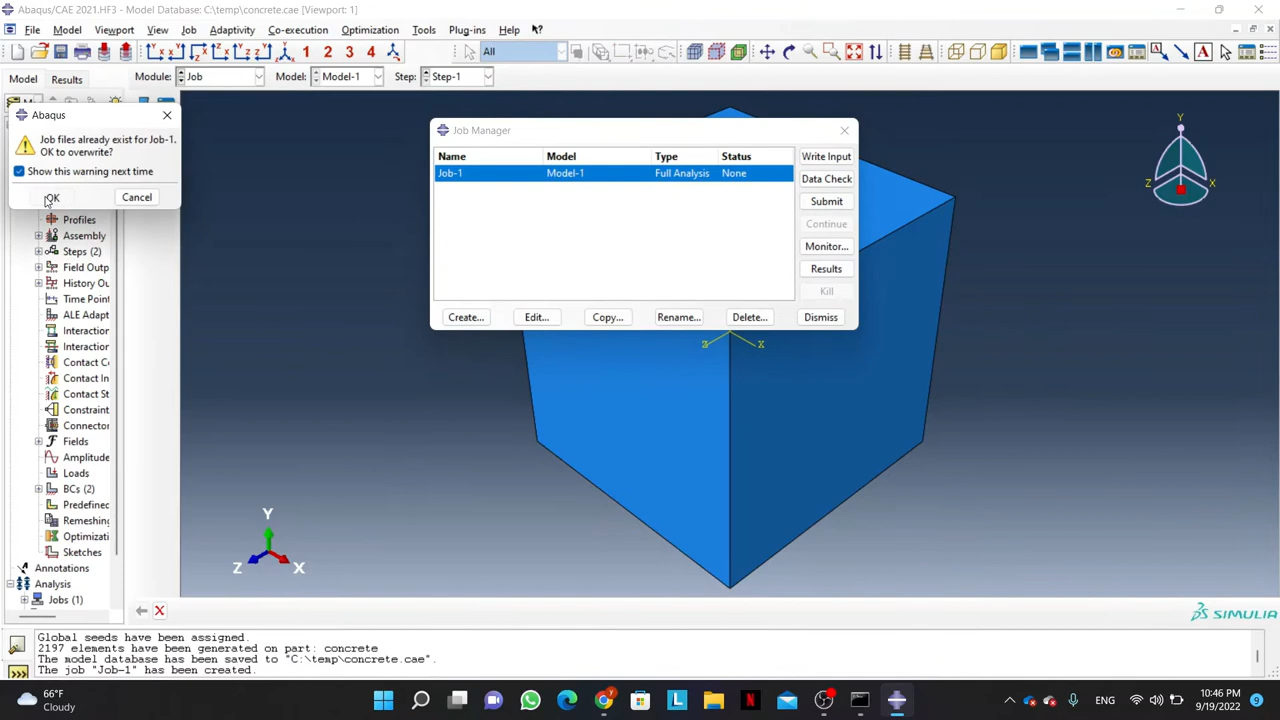 Abaqus/CAE 2021.HF3 - Model Database: C:\temp\concrete.cae [Viewport: 1]
File Model Viewport View Job Adaptivity Co-execution Optimization Tools Plug-ins Help
1 2 3 4 All
Model Results Module: Job Model: Model-1 Step: Step-1
Abaqus
Job files already exist for Job-1.
OK to overwrite?
Show this warning next time
OK Cancel
Job Manager
Name Model Type Status
Job-1 Model-1 Full Analysis None
Write Input
Data Check
Submit
Continue
Monitor...
Results
Kill
Create... Edit... Copy... Rename... Delete... Dismiss
Profiles
Assembly
Steps (2)
Field Outp
History Ou
Time Point
ALE Adapt
Interaction
Interaction
Contact Co
Contact In
Contact St
Constraint
Connector
Fields
Amplitude
Loads
BCs (2)
Predefined
Remeshing
Optimizati
Sketches
Annotations
Analysis
Jobs (1)
Y
Z X
Z X
Y
Z X
SIMULIA
Global seeds have been assigned.
2197 elements have been generated on part: concrete
The model database has been saved to "C:\temp\concrete.cae".
The job "Job-1" has been created.
66°F
Cloudy
ENG
10:46 PM
9/19/2022